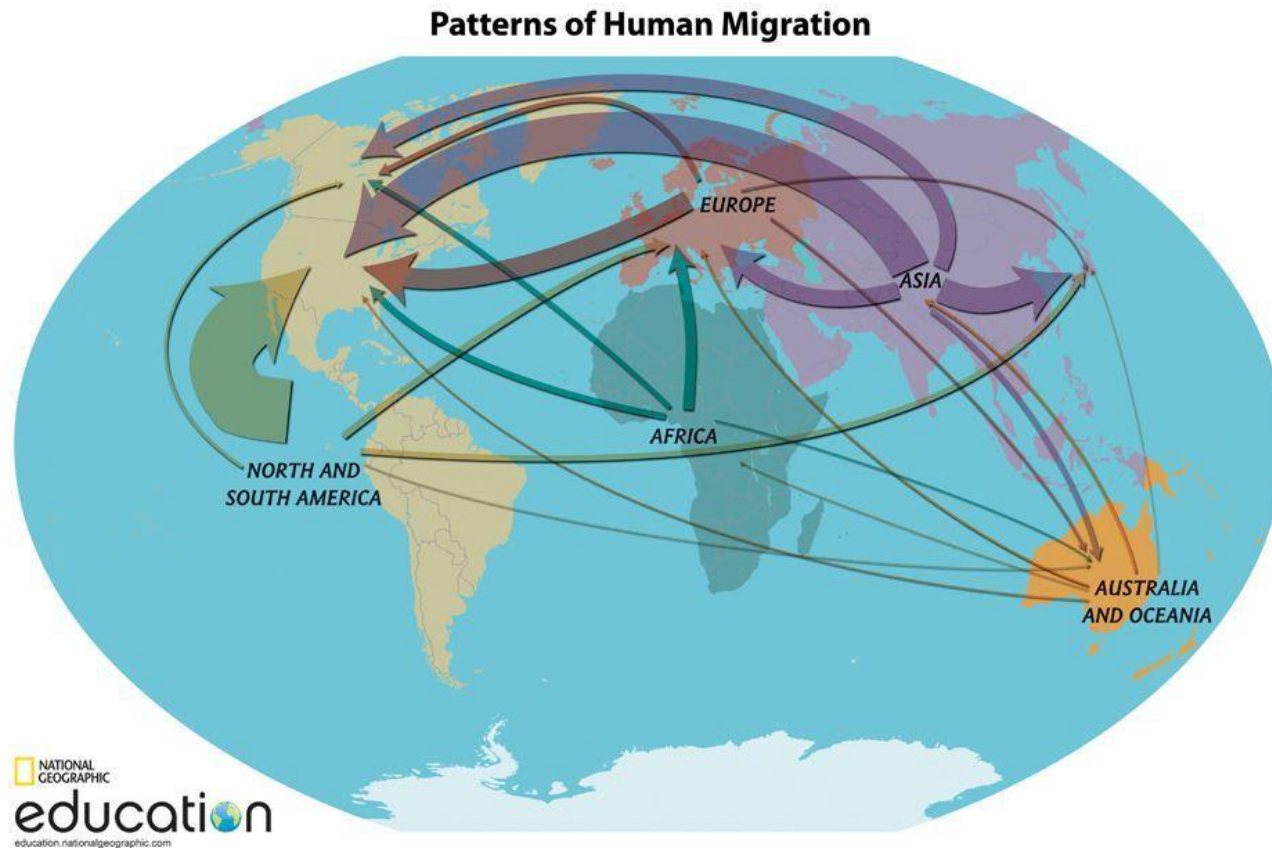 Patterns of Human Migration
EUROPE
ASIA
AFRICA
NORTH AND
SOUTH AMERICA
AUSTRALIA
AND OCEANIA
NATIONAL
GEOGRAPHIC
education
education.nationalgeographic.com